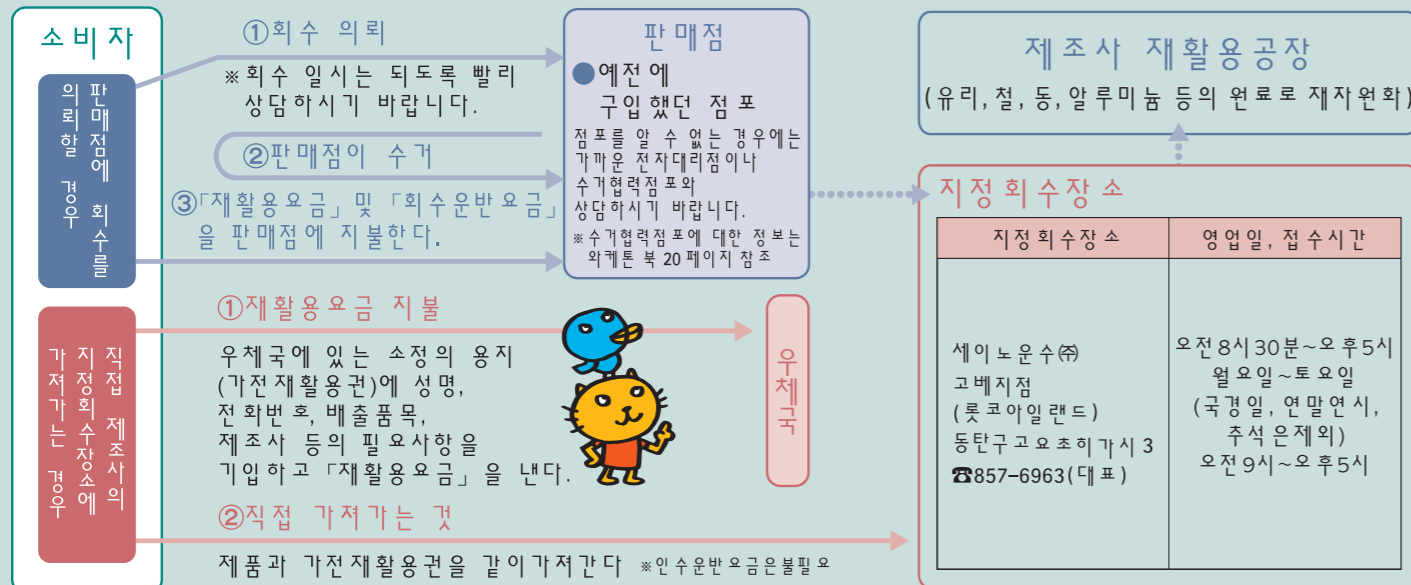 소비자
판매점에 회수를
의뢰할 경우
①회수 의뢰
※회수 일시는 되도록 빨리
상담하시기 바랍니다.
②판매점이 수거
③「재활용요금」 및 「회수운반요금」
을 판매점에 지불한다.
판매점
●예전에
구입했던 점포
점포를 알 수 없는 경우에는
가까운 전자대리점이나
수거협력점포와
상담하시기 바랍니다.
※수거협력점포에 대한 정보는
와케톤 북 20 페이지 참조
제조사 재활용공장
(유리, 철, 동, 알루미늄 등의 원료로 재자원화)
직접 제조사의
지정회수장소에
가져가는 경우
①재활용요금 지불
우체국에 있는 소정의 용지
(가전재활용권)에 성명,
전화번호, 배출품목,
제조사 등의 필요사항을
기입하고 「재활용요금」을 낸다.
우체국
②직접 가져가는 것
제품과 가전재활용권을 같이가져간다 ※인수운반요금은불필요
지정회수장소
지정회수장소
영업일, 접수시간
세이노운수㈜
고베지점
(롯코아일랜드)
동탄구고요초히가시 3
☎857–6963(대표)
오전8시30분~오후5시
월요일~토요일
(국경일, 연말연시,
추석은제외)
오전9시~오후5시